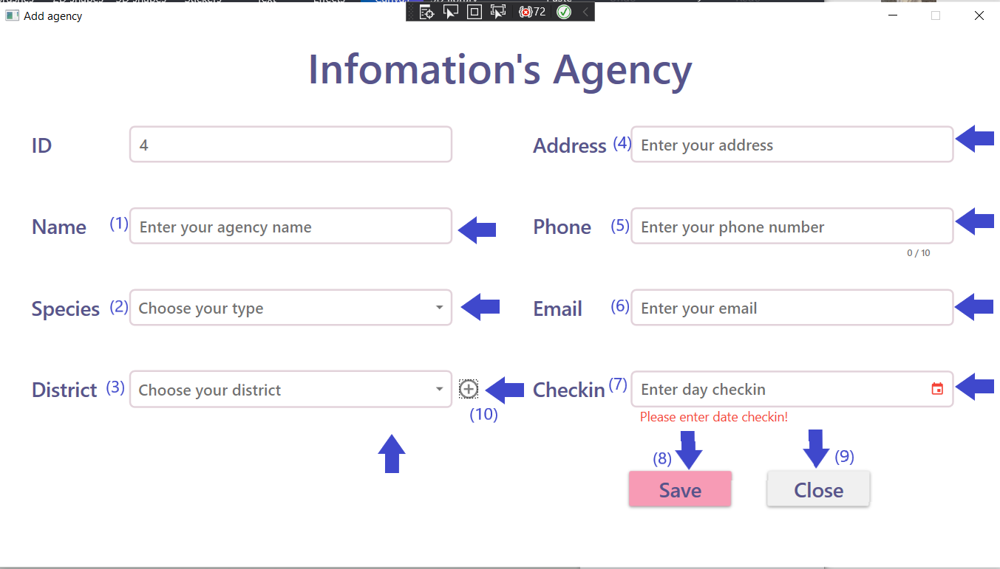 Add agency
72
Infomation's Agency
ID
4
Address (4) Enter your address
Name (1) Enter your agency name
Phone (5) Enter your phone number
0 / 10
Species (2) Choose your type
Email (6) Enter your email
District (3) Choose your district
(10)
Checkin (7) Enter day checkin
Please enter date checkin!
(8) Save
(9) Close